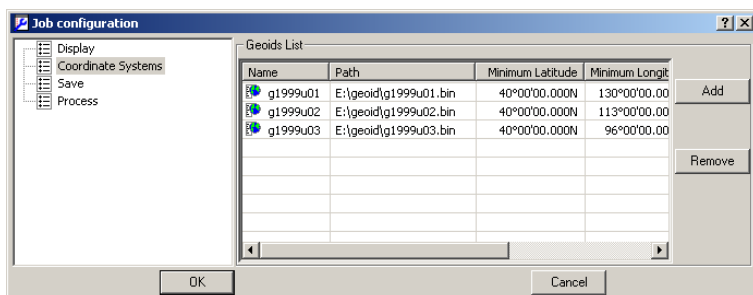 Job configuration
Display
Coordinate Systems
Save
Process
Geoids List
Name Path Minimum Latitude Minimum Longit
g1999u01 E:\geoid\g1999u01.bin 40°00'00.000N 130°00'00.00
g1999u02 E:\geoid\g1999u02.bin 40°00'00.000N 113°00'00.00
g1999u03 E:\geoid\g1999u03.bin 40°00'00.000N 96°00'00.00
Add
Remove
OK Cancel